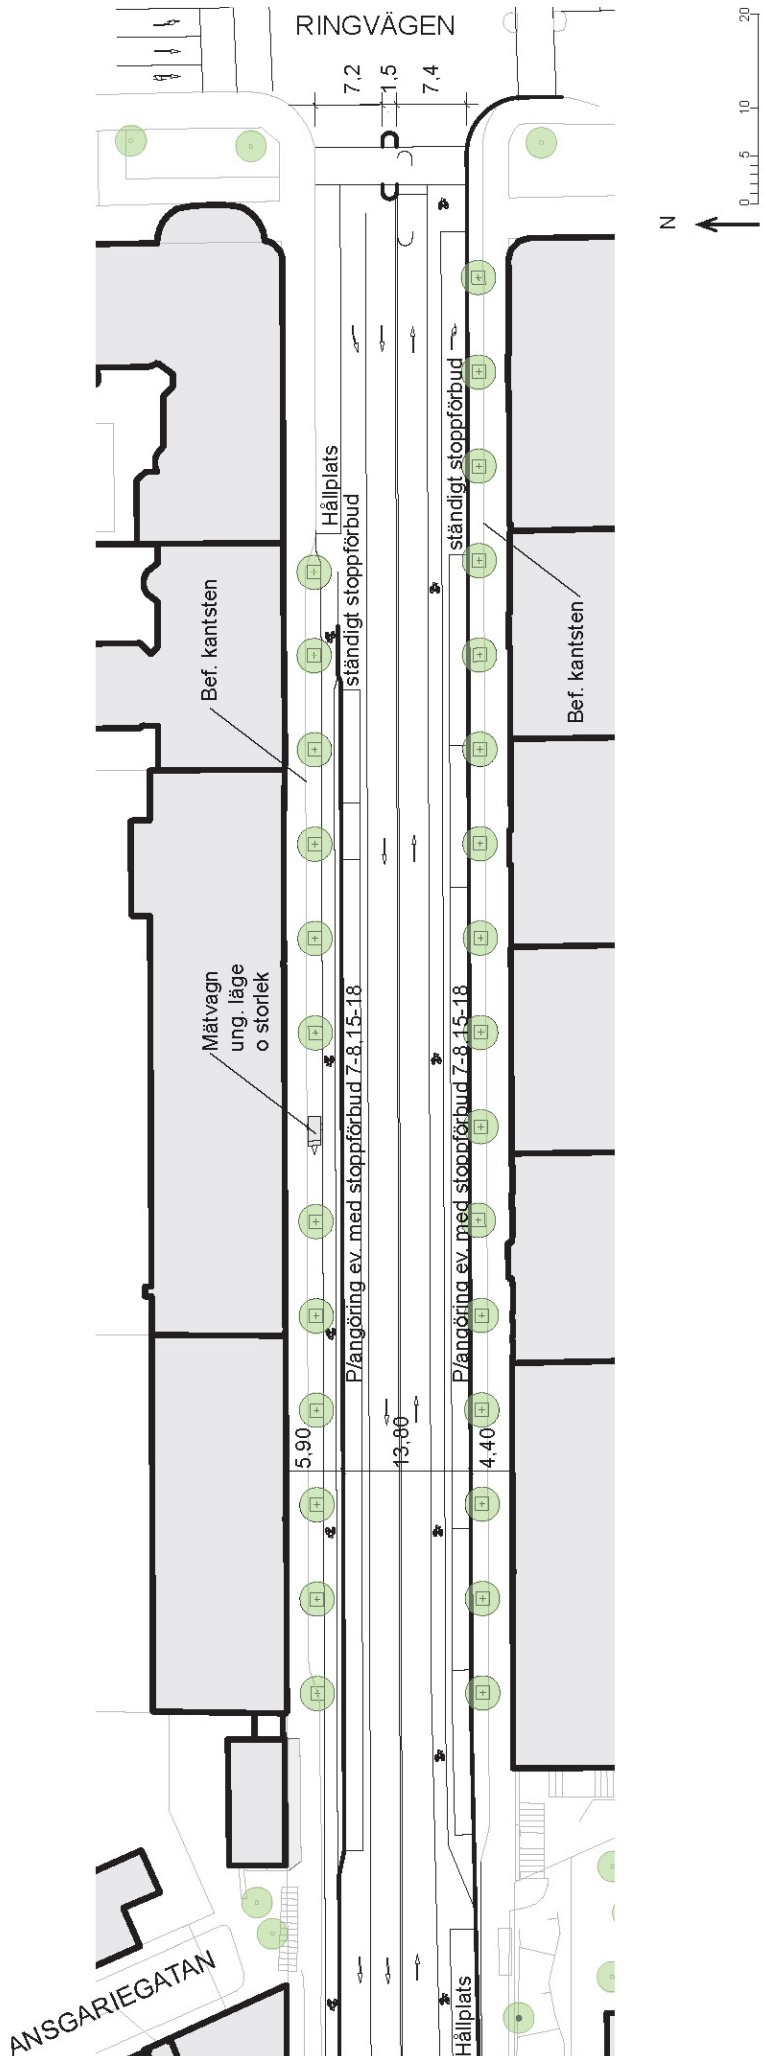 RINGVÄGEN
20
10
5
0
7,2
1,5
7,4
N
Hållplats
ständigt stoppförbud
ständigt stoppförbud
Bef. kantsten
Bef. kantsten
Mätvagn
ung. läge
o storlek
P/angöring ev. med stoppförbud 7-8,15-18
P/angöring ev. med stoppförbud 7-8,15-18
5,90
13,80
4,40
ANSGARIEGATAN
Hållplats